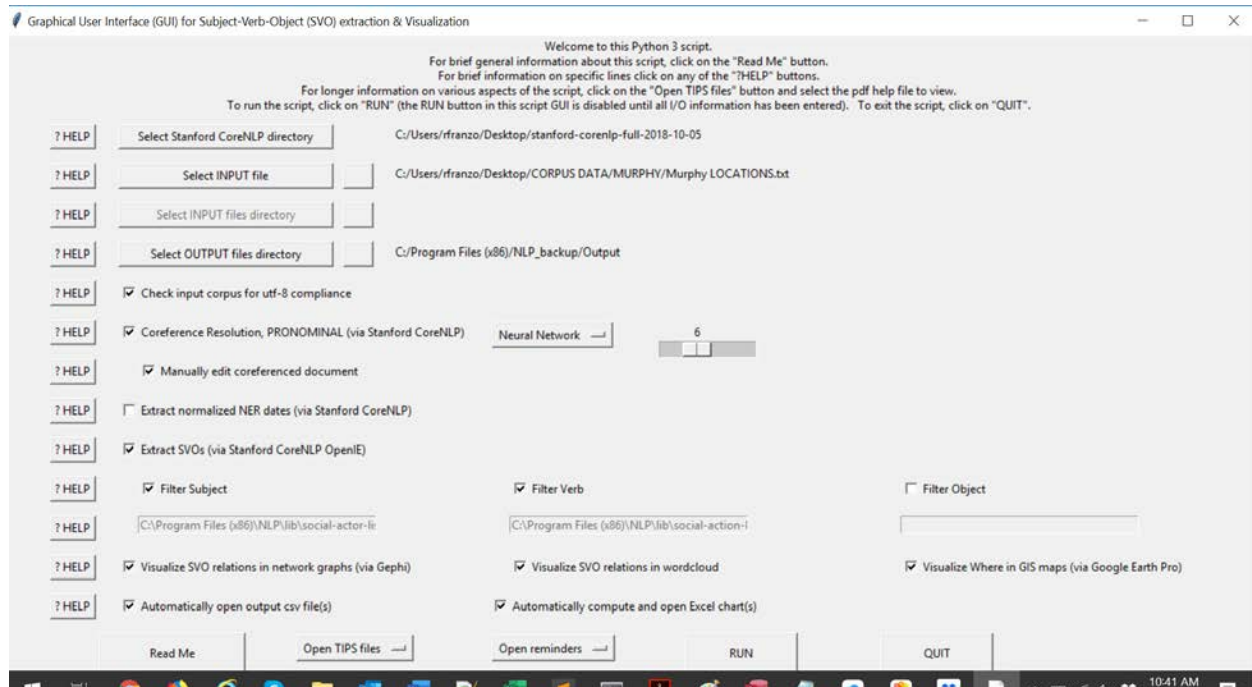 Graphical User Interface (GUI) for Subject-Verb-Object (SVO) extraction & Visualization
Welcome to this Python 3 script.
For brief general information about this script, click on the "Read Me" button.
For brief information on specific lines click on any of the "?HELP" buttons.
For longer information on various aspects of the script, click on the "Open TIPS files" button and select the pdf help file to view.
To run the script, click on "RUN" (the RUN button in this script GUI is disabled until all I/O information has been entered). To exit the script, click on "QUIT".
? HELP Select Stanford CoreNLP directory C:/Users/rfranzo/Desktop/stanford-corenlp-full-2018-10-05
? HELP Select INPUT file C:/Users/rfranzo/Desktop/CORPUS DATA/MURPHY/Murphy LOCATIONS.txt
? HELP Select INPUT files directory
? HELP Select OUTPUT files directory C:/Program Files (x86)/NLP_backup/Output
? HELP Check input corpus for utf-8 compliance
? HELP Coreference Resolution, PRONOMINAL (via Stanford CoreNLP) Neural Network 6
? HELP Manually edit coreferenced document
? HELP Extract normalized NER dates (via Stanford CoreNLP)
? HELP Extract SVOs (via Stanford CoreNLP OpenIE)
? HELP Filter Subject Filter Verb Filter Object
? HELP C:\Program Files (x86)\NLP\lib\social-actor-lis C:\Program Files (x86)\NLP\lib\social-action-l
? HELP Visualize SVO relations in network graphs (via Gephi) Visualize SVO relations in wordcloud Visualize Where in GIS maps (via Google Earth Pro)
? HELP Automatically open output csv file(s) Automatically compute and open Excel chart(s)
Read Me Open TIPS files Open reminders RUN QUIT
10:41 AM